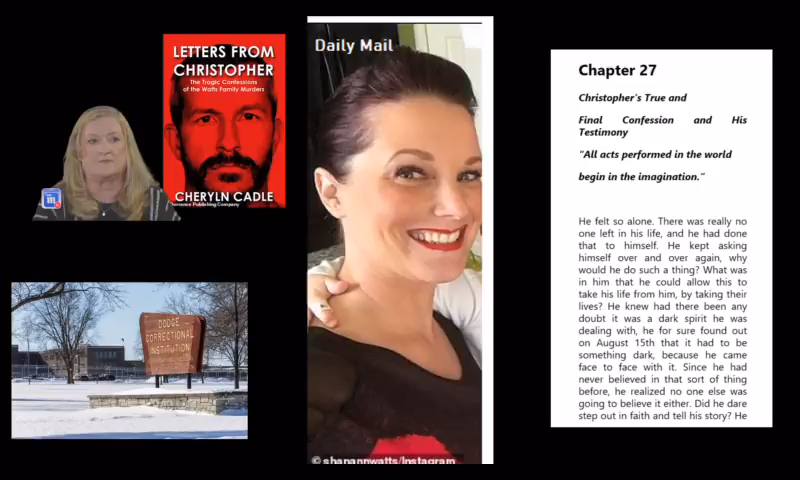 LETTERS FROM
CHRISTOPHER
The Tragic Confessions
of the Watts Family Murders
CHERYLN CADLE
Publishing Company
DODGE
CORRECTIONAL
INSTITUTION
Daily Mail
© shanannwatts/Instagram
Chapter 27
Christopher's True and
Final Confession and His
Testimony
"All acts performed in the world
begin in the imagination."
He felt so alone. There was really no
one left in his life, and he had done
that to himself. He kept asking
himself over and over again, why
would he do such a thing? What was
in him that he could allow this to
take his life from him, by taking their
lives? He knew had there been any
doubt it was a dark spirit he was
dealing with, he for sure found out
on August 15th that it had to be
something dark, because he came
face to face with it. Since he had
never believed in that sort of thing
before, he realized no one else was
going to believe it either. Did he dare
step out in faith and tell his story? He